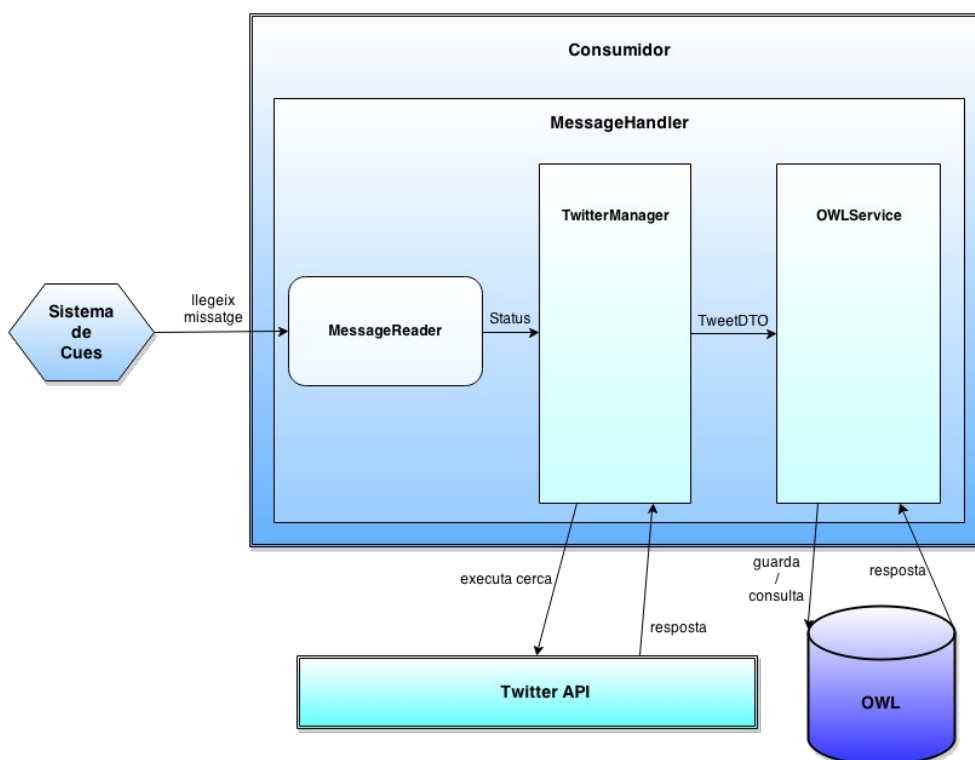 Consumidor
MessageHandler
TwitterManager
OWLService
Sistema
de
Cues
llegeix
missatge
MessageReader
Status
TweetDTO
executa cerca
resposta
guarda
/
consulta
resposta
Twitter API
OWL